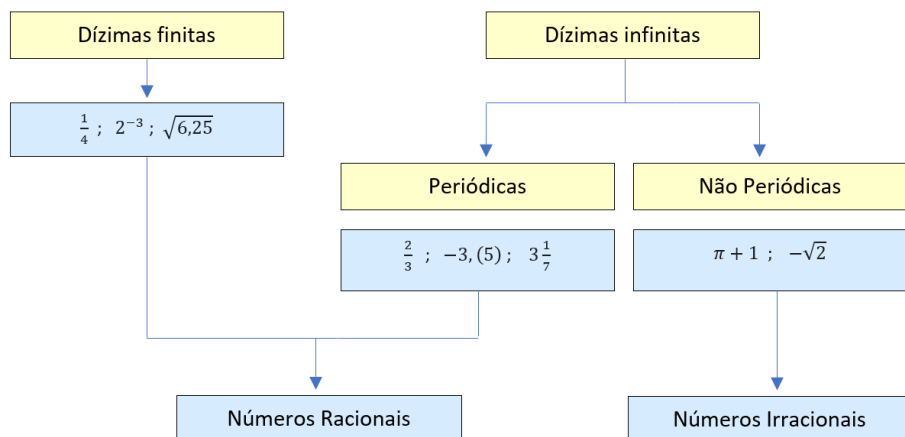 Dízimas finitas
Dízimas infinitas
1/4 ; 2⁻³ ; √6,25
Periódicas
Não Periódicas
2/3 ; −3,(5) ; 3 1/7
π + 1 ; −√2
Números Racionais
Números Irracionais